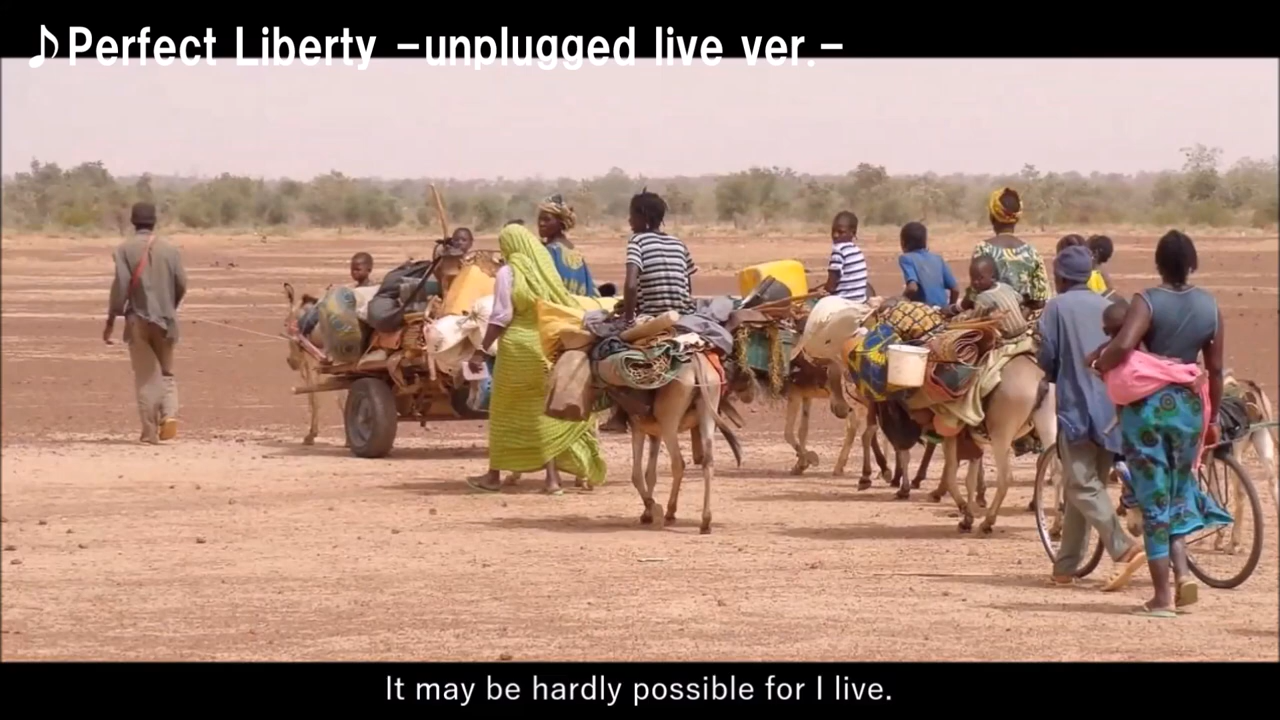 ♪Perfect Liberty -unplugged live ver.-
It may be hardly possible for I live.